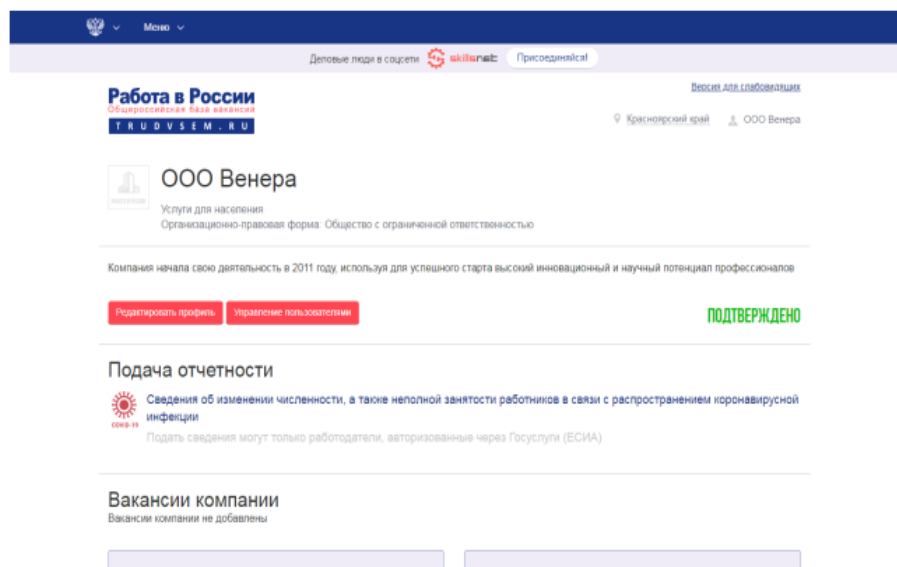 Меню
Деловые люди в соцсети skillsnet Присоединяйся!
Версия для слабовидящих
Работа в России
Общероссийская база вакансий
TRUDVSEM.RU
Красноярский край ООО Венера
ООО Венера
Услуги для населения
Организационно-правовая форма: Общество с ограниченной ответственностью
Компания начала свою деятельность в 2011 году, используя для успешного старта высокий инновационный и научный потенциал профессионалов
Редактировать профиль Управление пользователями ПОДТВЕРЖДЕНО
Подача отчетности
Сведения об изменении численности, а также неполной занятости работников в связи с распространением коронавирусной
инфекции
COVID-19
Подать сведения могут только работодатели, авторизованные через Госуслуги (ЕСИА)
Вакансии компании
Вакансии компании не добавлены